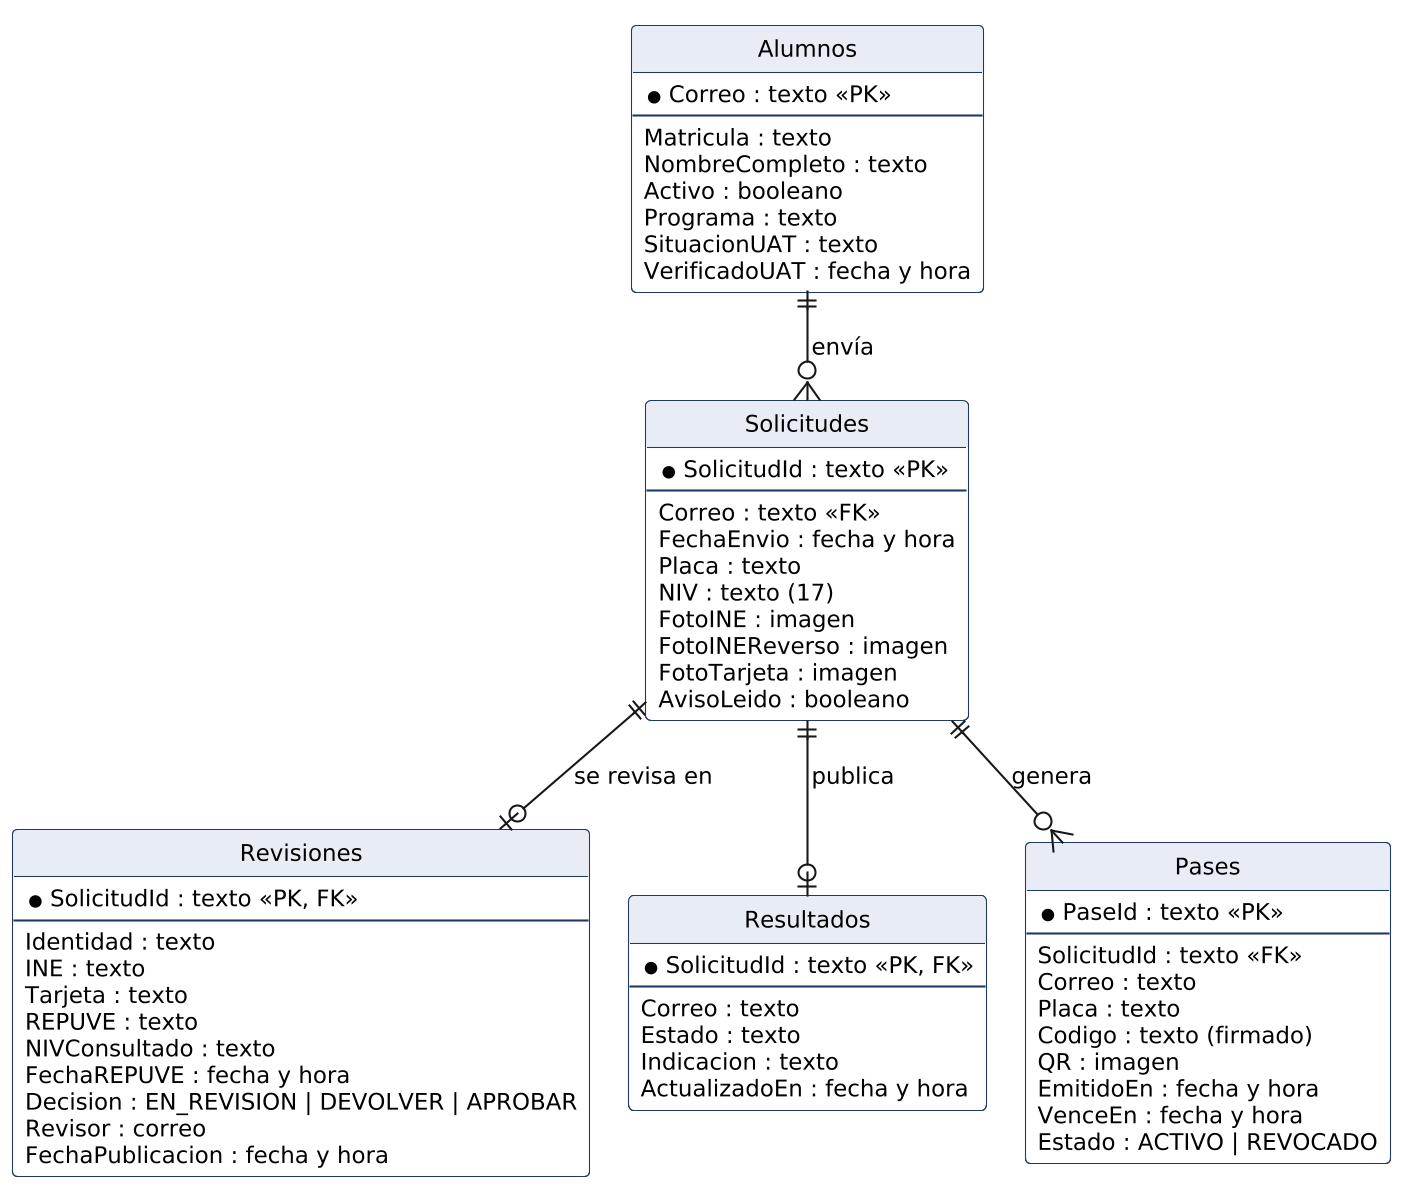 Alumnos
Correo : texto «PK»
Matricula : texto
NombreCompleto : texto
Activo : booleano
Programa : texto
SituacionUAT : texto
VerificadoUAT : fecha y hora
envía
Solicitudes
SolicitudId : texto «PK»
Correo : texto «FK»
FechaEnvio : fecha y hora
Placa : texto
NIV : texto (17)
FotoINE : imagen
FotoINEReverso : imagen
FotoTarjeta : imagen
AvisoLeido : booleano
se revisa en
publica
genera
Revisiones
SolicitudId : texto «PK, FK»
Identidad : texto
INE : texto
Tarjeta : texto
REPUVE : texto
NIVConsultado : texto
FechaREPUVE : fecha y hora
Decision : EN_REVISION | DEVOLVER | APROBAR
Revisor : correo
FechaPublicacion : fecha y hora
Resultados
SolicitudId : texto «PK, FK»
Correo : texto
Estado : texto
Indicacion : texto
ActualizadoEn : fecha y hora
Pases
PaseId : texto «PK»
SolicitudId : texto «FK»
Correo : texto
Placa : texto
Codigo : texto (firmado)
QR : imagen
EmitidoEn : fecha y hora
VenceEn : fecha y hora
Estado : ACTIVO | REVOCADO